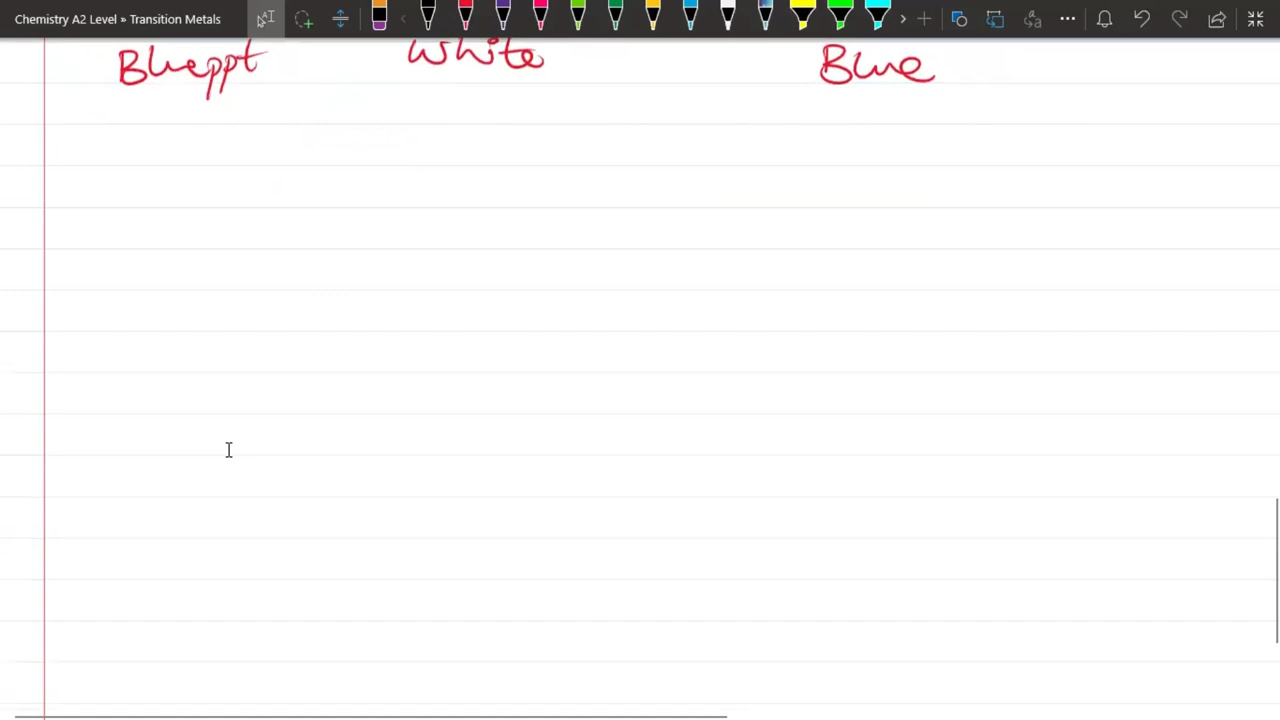 Chemistry A2 Level » Transition Metals
Blueppt White Blue